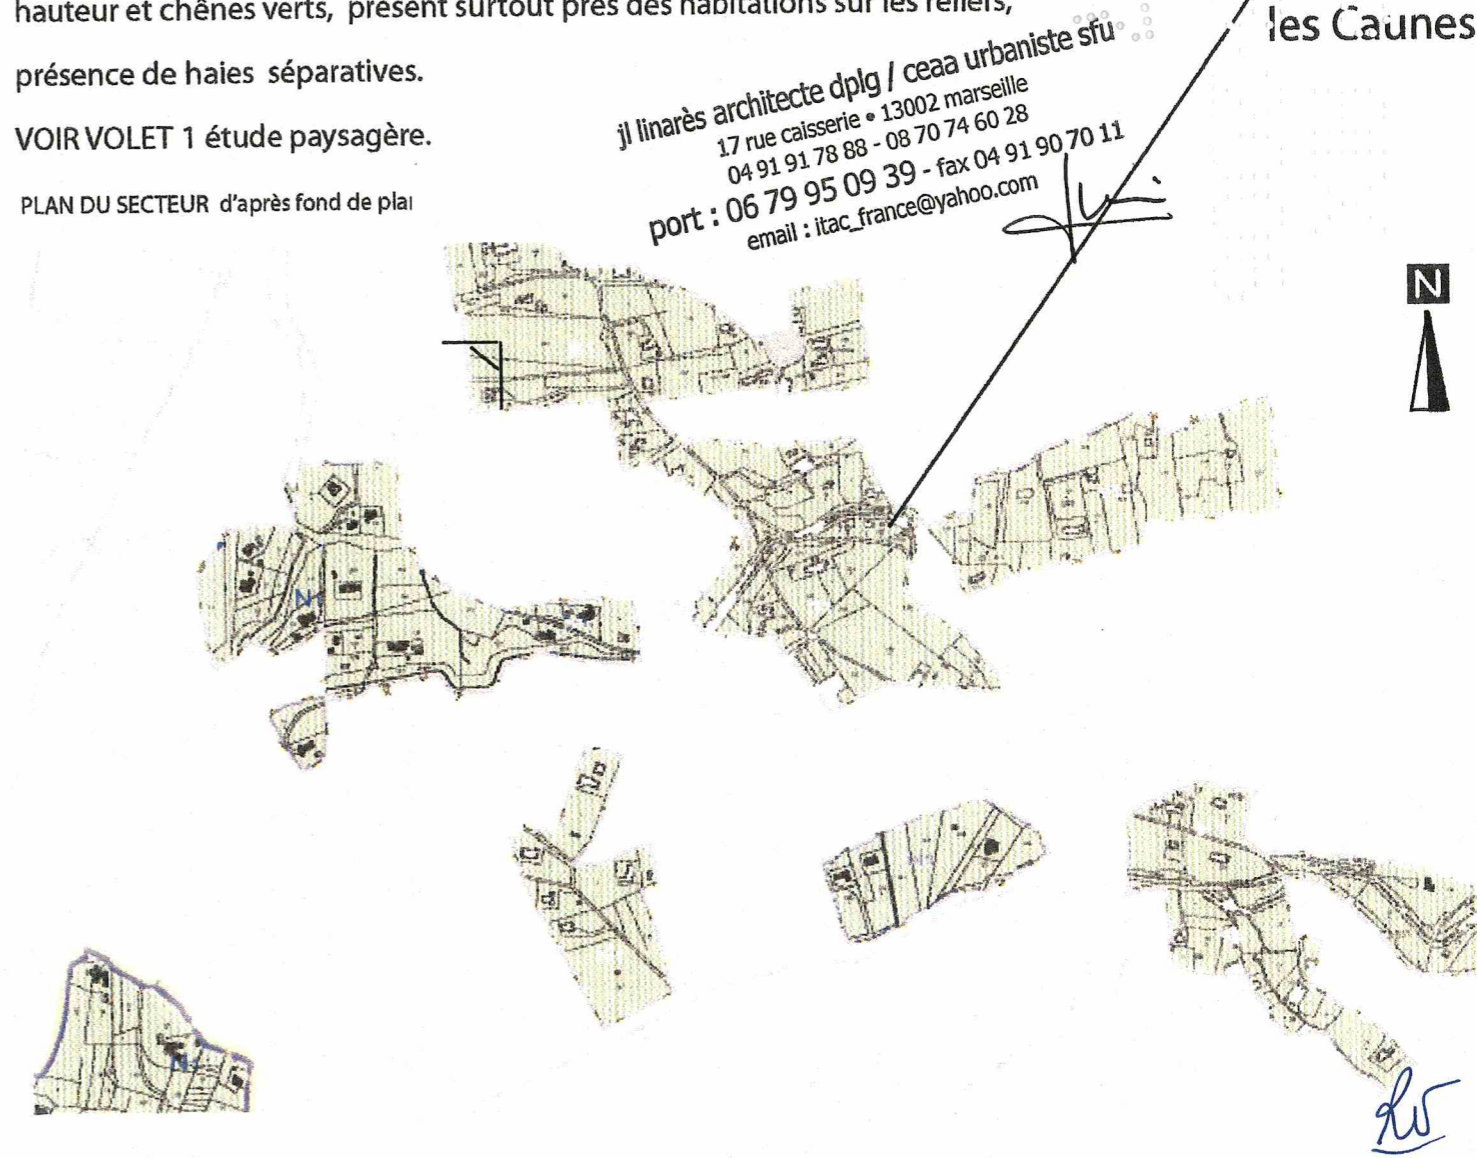 hauteur et chênes verts, présent surtout près des habitations sur les reliefs,
les Caunes
présence de haies séparatives.
VOIR VOLET 1 étude paysagère.
PLAN DU SECTEUR d'après fond de plan
jl linarès architecte dplg / ceaa urbaniste sfu
17 rue caisserie • 13002 marseille
04 91 91 78 88 - 08 70 74 60 28
port : 06 79 95 09 39 - fax 04 91 90 70 11
email : itac_france@yahoo.com
N